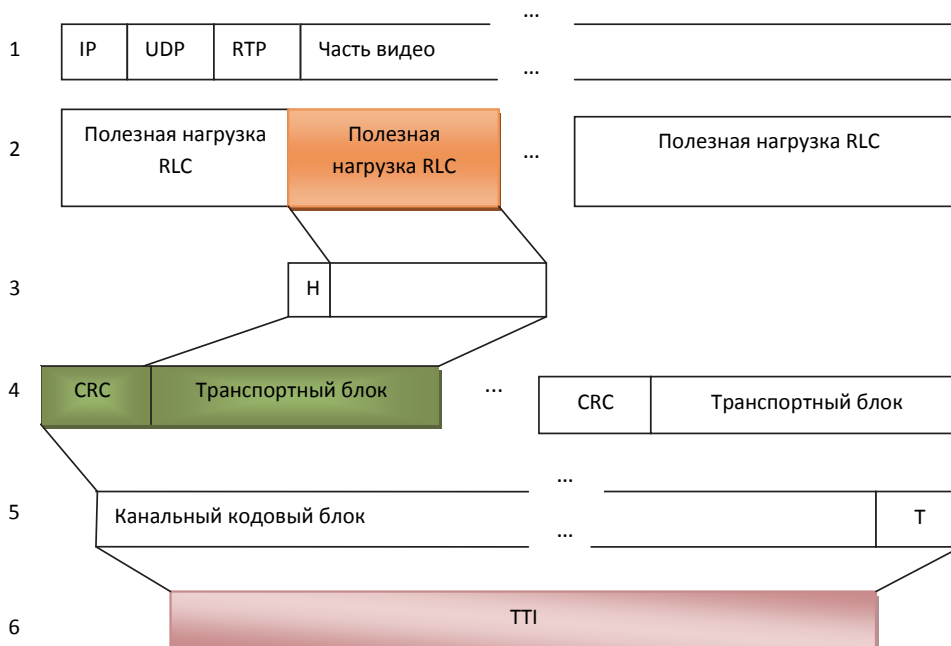 ...
1 IP UDP RTP Часть видео
...
2 Полезная нагрузка RLC
Полезная нагрузка RLC
...
Полезная нагрузка RLC
3 H
4 CRC Транспортный блок ... CRC Транспортный блок
...
5 Канальный кодовый блок T
...
6 TTI